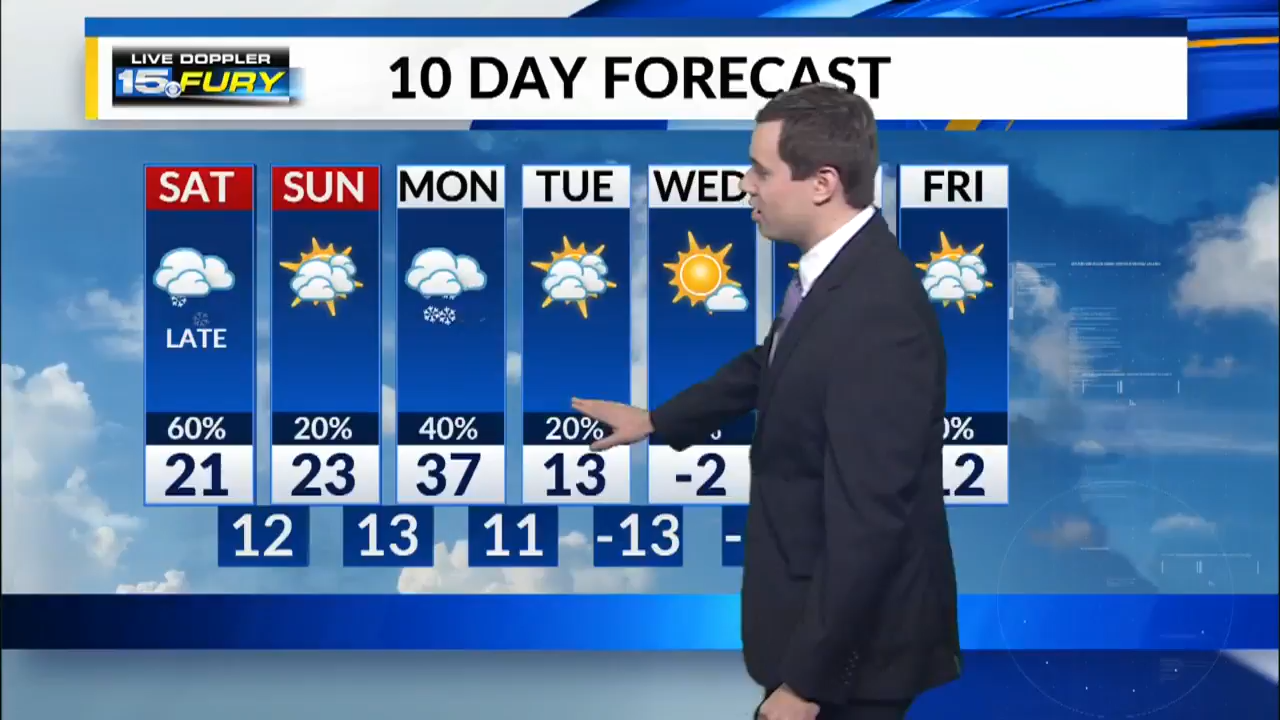 LIVE DOPPLER
15 FURY
10 DAY FORECAST
SAT SUN MON TUE WED FRI
LATE
60% 20% 40% 20% %
21 23 37 13 -2 12
12 13 11 -13 -